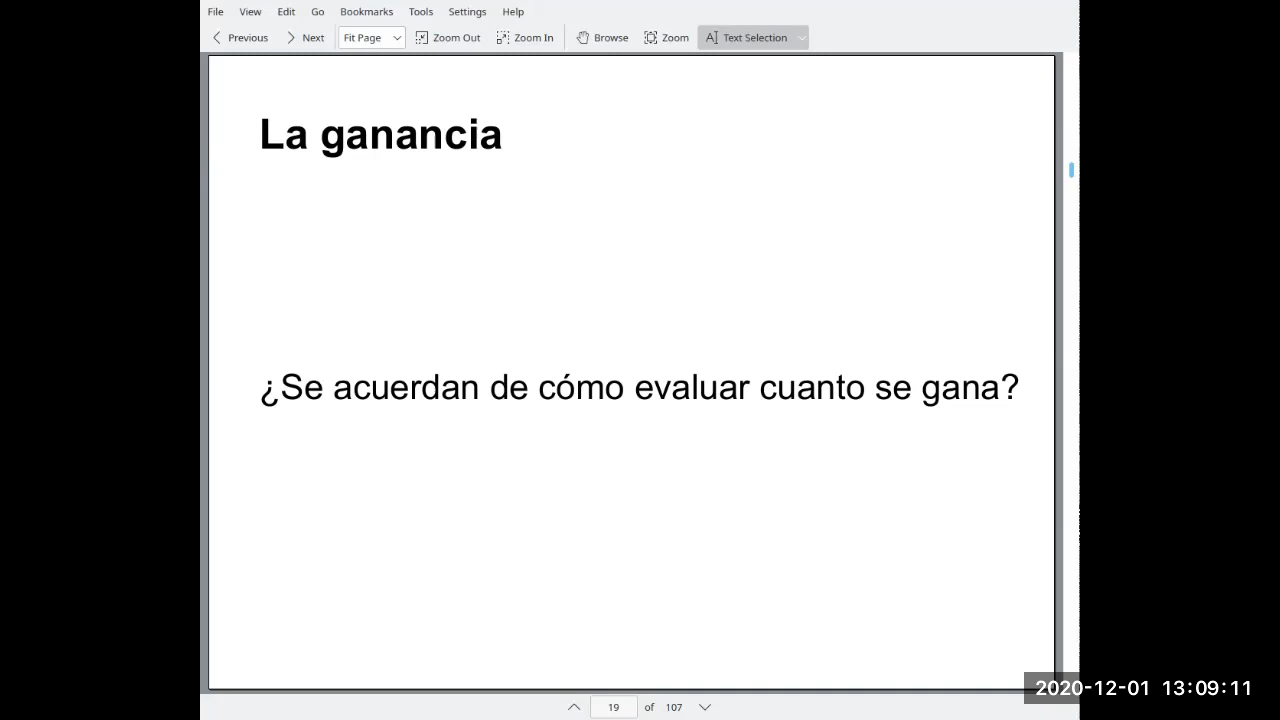 File View Edit Go Bookmarks Tools Settings Help
Previous Next Fit Page Zoom Out Zoom In Browse Zoom Text Selection
La ganancia
¿Se acuerdan de cómo evaluar cuanto se gana?
2020-12-01 13:09:11
19 of 107